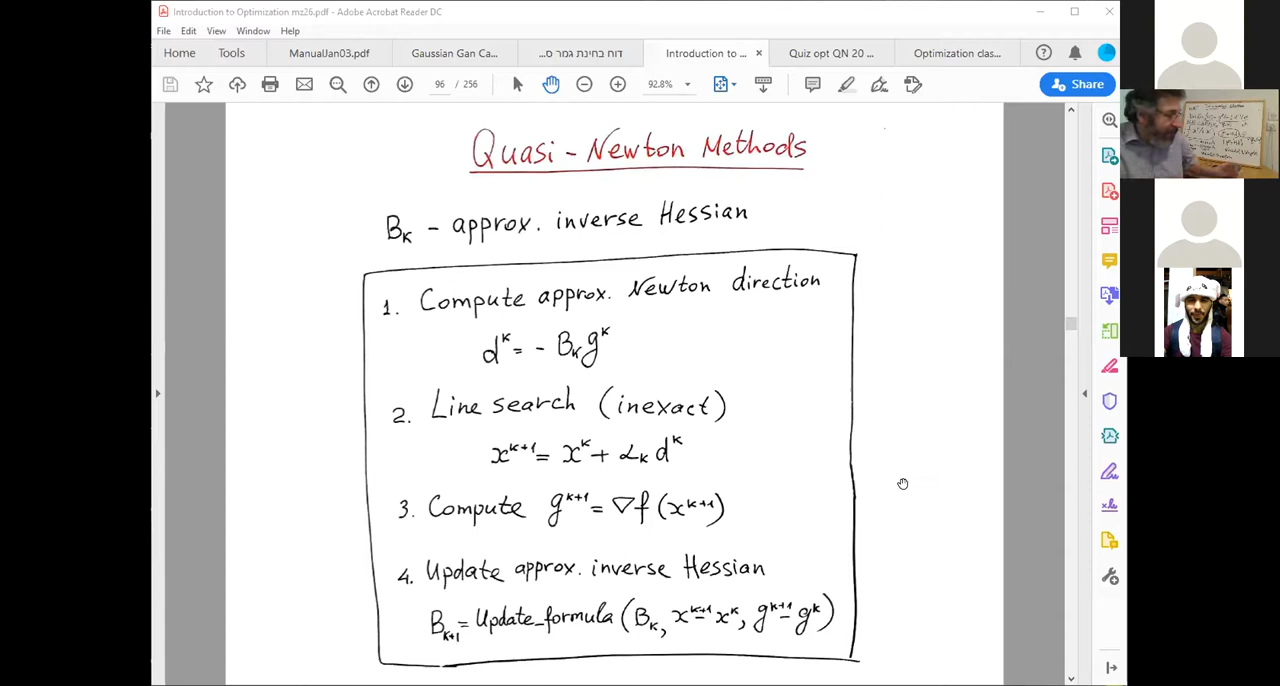 Introduction to Optimization mz26.pdf - Adobe Acrobat Reader DC
File Edit View Window Help
Home Tools ManualJan03.pdf Gaussian Gan Ca... דוח בחינת גמר ס... Introduction to ... × Quiz opt QN 20 ... Optimization clas...
96 / 256 92.8% Share
Quasi-Newton Methods
B_K - approx. inverse Hessian
1. Compute approx. Newton direction
d^K = - B_K g^K
2. Line search (inexact)
x^{K+1} = x^K + α_K d^K
3. Compute g^{K+1} = ∇f(x^{K+1})
4. Update approx. inverse Hessian
B_{K+1} = Update_formula (B_K, x^{K+1} - x^K, g^{K+1} - g^K)